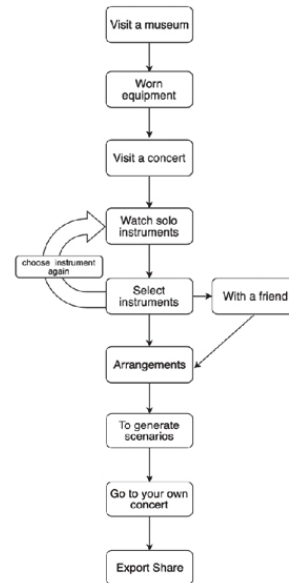 Visit a museum
Worn
equipment
Visit a concert
Watch solo
instruments
choose instrument
again
Select
instruments
With a friend
Arrangements
To generate
scenarios
Go to your own
concert
Export Share